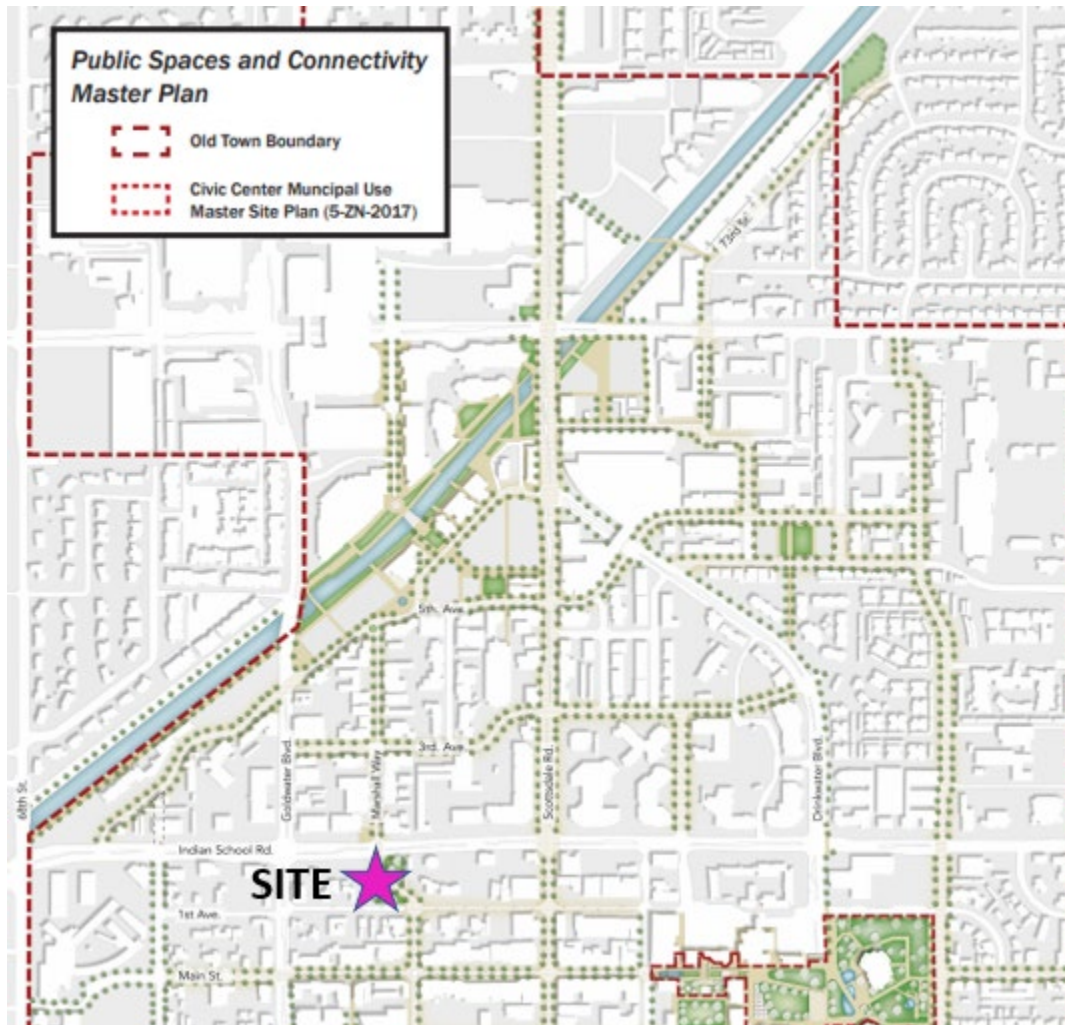 Public Spaces and Connectivity
Master Plan
Old Town Boundary
Civic Center Muncipal Use
Master Site Plan (5-ZN-2017)
73rd St.
5th. Ave.
3rd. Ave.
68th St.
Goldwater Blvd.
Marshall Way
Scottsdale Rd.
Drinkwater Blvd.
Indian School Rd.
SITE
1st Ave.
Main St.